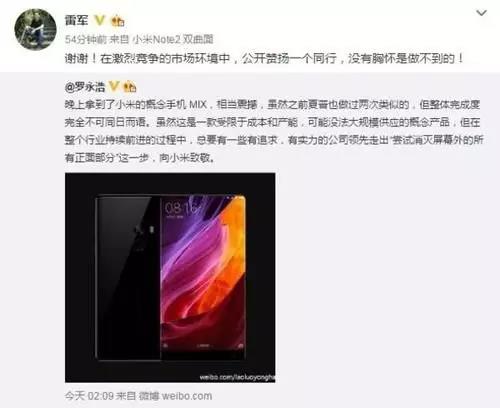 雷军
54分钟前 来自 小米Note2 双曲面
谢谢！在激烈竞争的市场环境中，公开赞扬一个同行，没有胸怀是做不到的！
@罗永浩
晚上拿到了小米的概念手机 MIX，相当震撼，虽然之前夏普也做过两次类似的，但整体完成度
完全不可同日而语。虽然这是一款受限于成本和产能，可能没法大规模供应的概念产品，但在
整个行业持续前进的过程中，总要有一些有追求，有实力的公司领先走出“尝试消灭屏幕外的所
有正面部分”这一步，向小米致敬。
08:16
weibo.com/laoluoyongha
今天 02:09 来自 微博 weibo.com